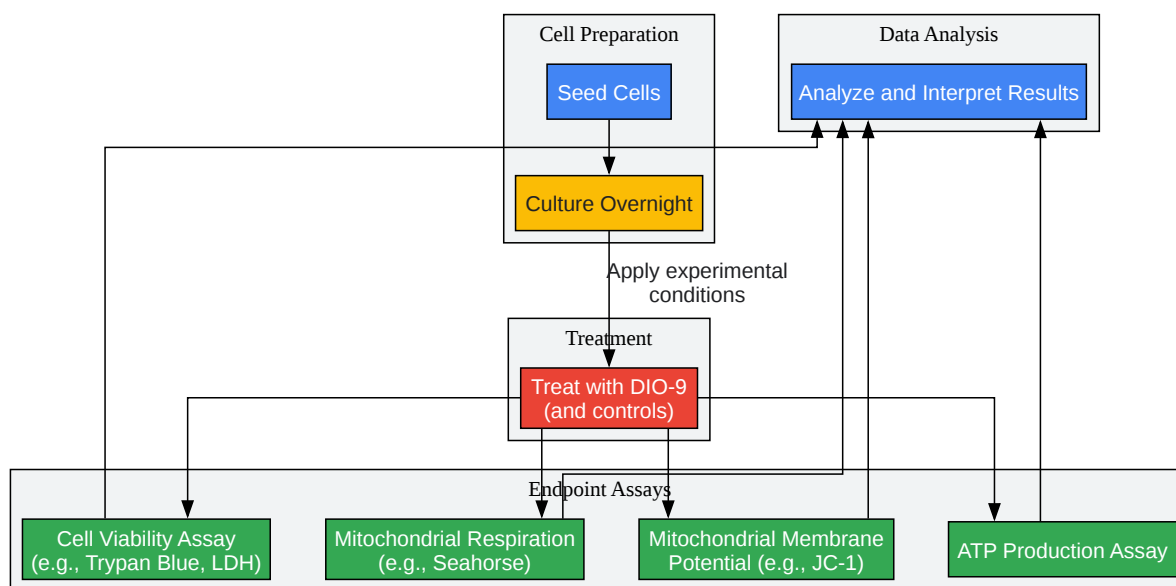 Cell Preparation
Data Analysis
Seed Cells
Analyze and Interpret Results
Culture Overnight
Apply experimental
conditions
Treatment
Treat with DIO-9
(and controls)
Endpoint Assays
Cell Viability Assay
(e.g., Trypan Blue, LDH)
Mitochondrial Respiration
(e.g., Seahorse)
Mitochondrial Membrane
Potential (e.g., JC-1)
ATP Production Assay